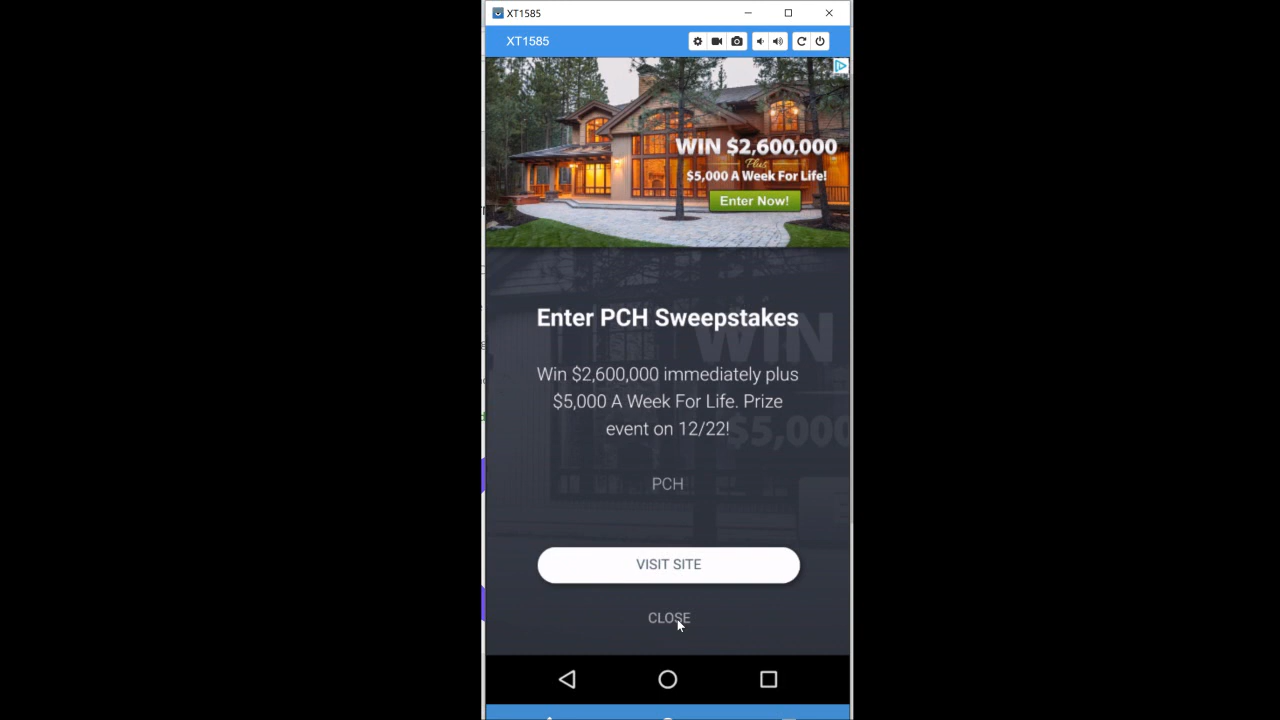 XT1585
XT1585
WIN $2,600,000
Plus
$5,000 A Week For Life!
Enter Now!
Enter PCH Sweepstakes
Win $2,600,000 immediately plus
$5,000 A Week For Life. Prize
event on 12/22!
PCH
VISIT SITE
CLOSE